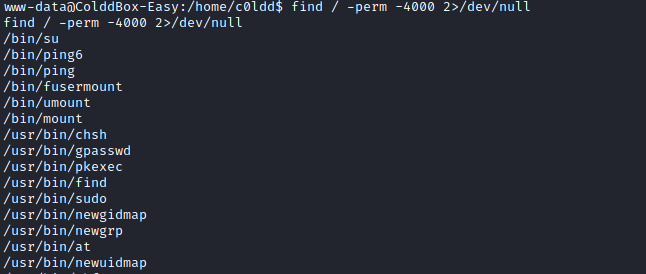 www-data@ColddBox-Easy:/home/c0ldd$ find / -perm -4000 2>/dev/null
find / -perm -4000 2>/dev/null
/bin/su
/bin/ping6
/bin/ping
/bin/fusermount
/bin/umount
/bin/mount
/usr/bin/chsh
/usr/bin/gpasswd
/usr/bin/pkexec
/usr/bin/find
/usr/bin/sudo
/usr/bin/newgidmap
/usr/bin/newgrp
/usr/bin/at
/usr/bin/newuidmap